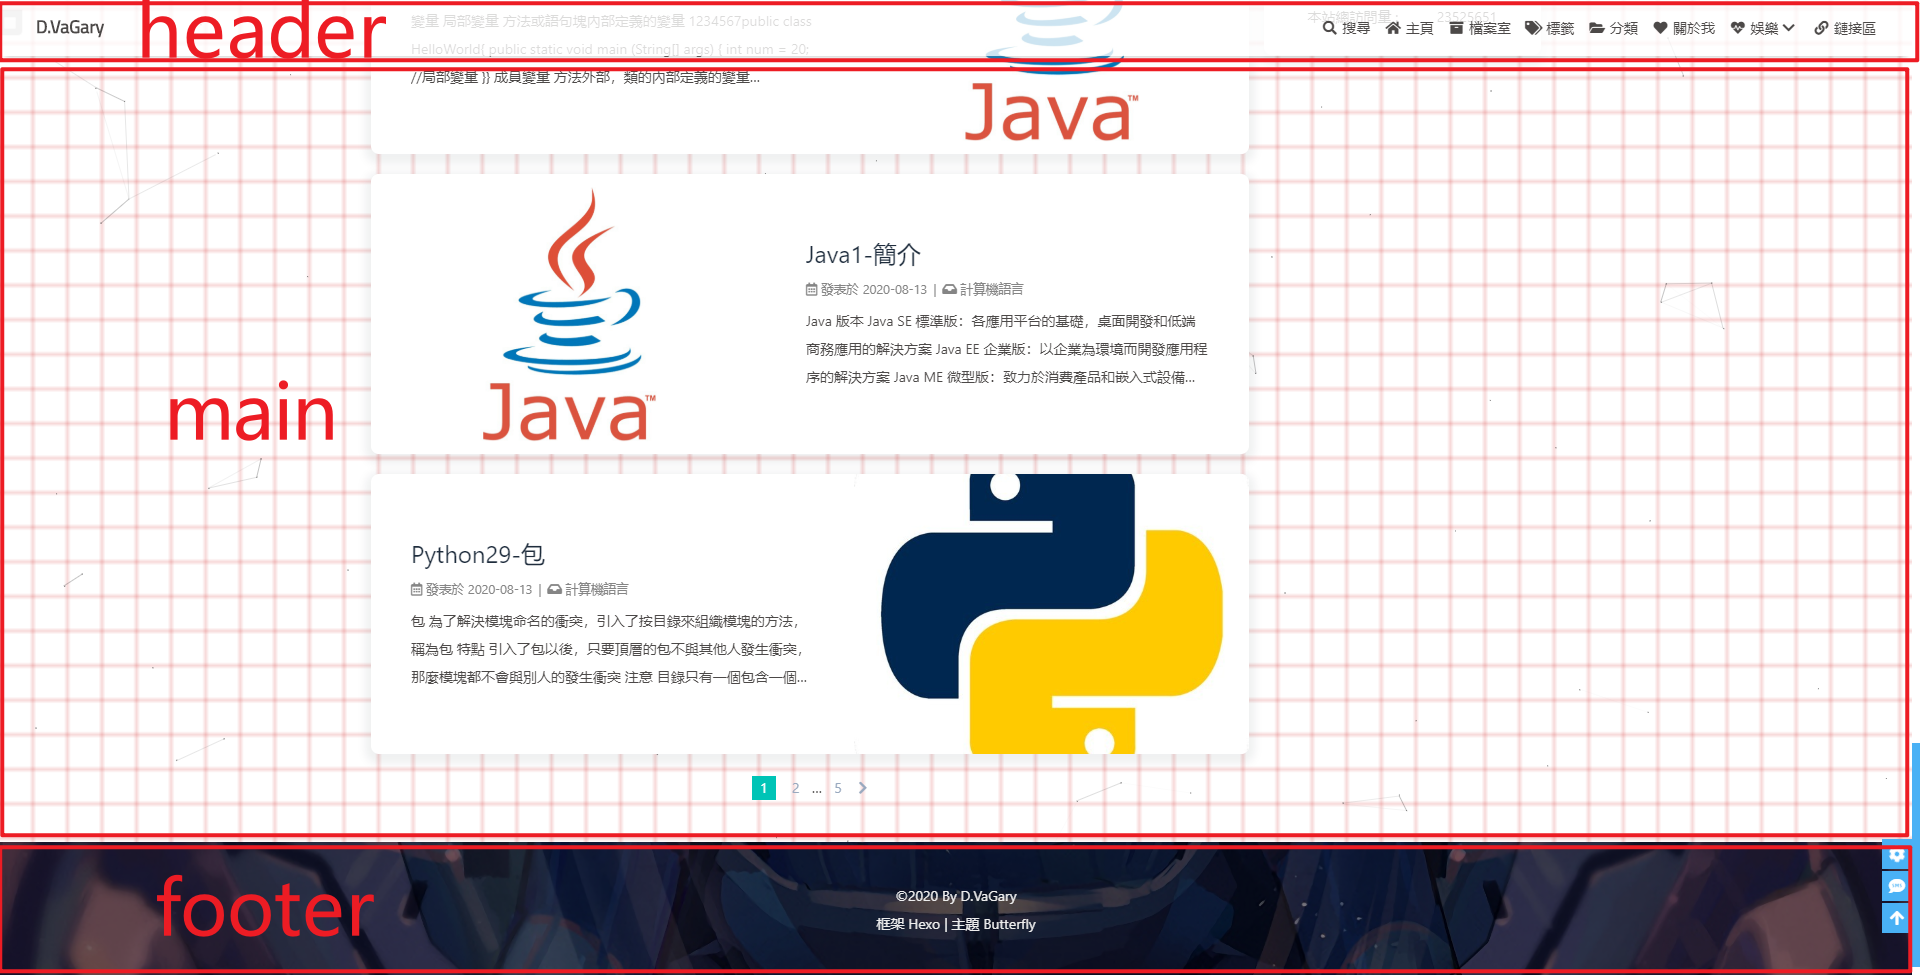 D.VaGary
header
搜尋 主頁 檔案室 標籤 分類 關於我 娛樂 鏈接區
本站總訪問量： 23525651
變量 局部變量 方法或語句塊內部定義的變量 1234567public class
HelloWorld{ public static void main (String[] args) { int num = 20;
//局部變量 }} 成員變量 方法外部，類的內部定義的變量...
Java™
main
Java™
Java1-簡介
發表於 2020-08-13 | 計算機語言
Java 版本 Java SE 標準版：各應用平台的基礎，桌面開發和低端
商務應用的解決方案 Java EE 企業版：以企業為環境而開發應用程
序的解決方案 Java ME 微型版：致力於消費產品和嵌入式設備...
Python29-包
發表於 2020-08-13 | 計算機語言
包 為了解決模塊命名的衝突，引入了按目錄來組織模塊的方法，
稱為包 特點 引入了包以後，只要頂層的包不與其他人發生衝突，
那麼模塊都不會與別人的發生衝突 注意 目錄只有一個包含一個...
1 2 ... 5
footer
©2020 By D.VaGary
框架 Hexo | 主題 Butterfly